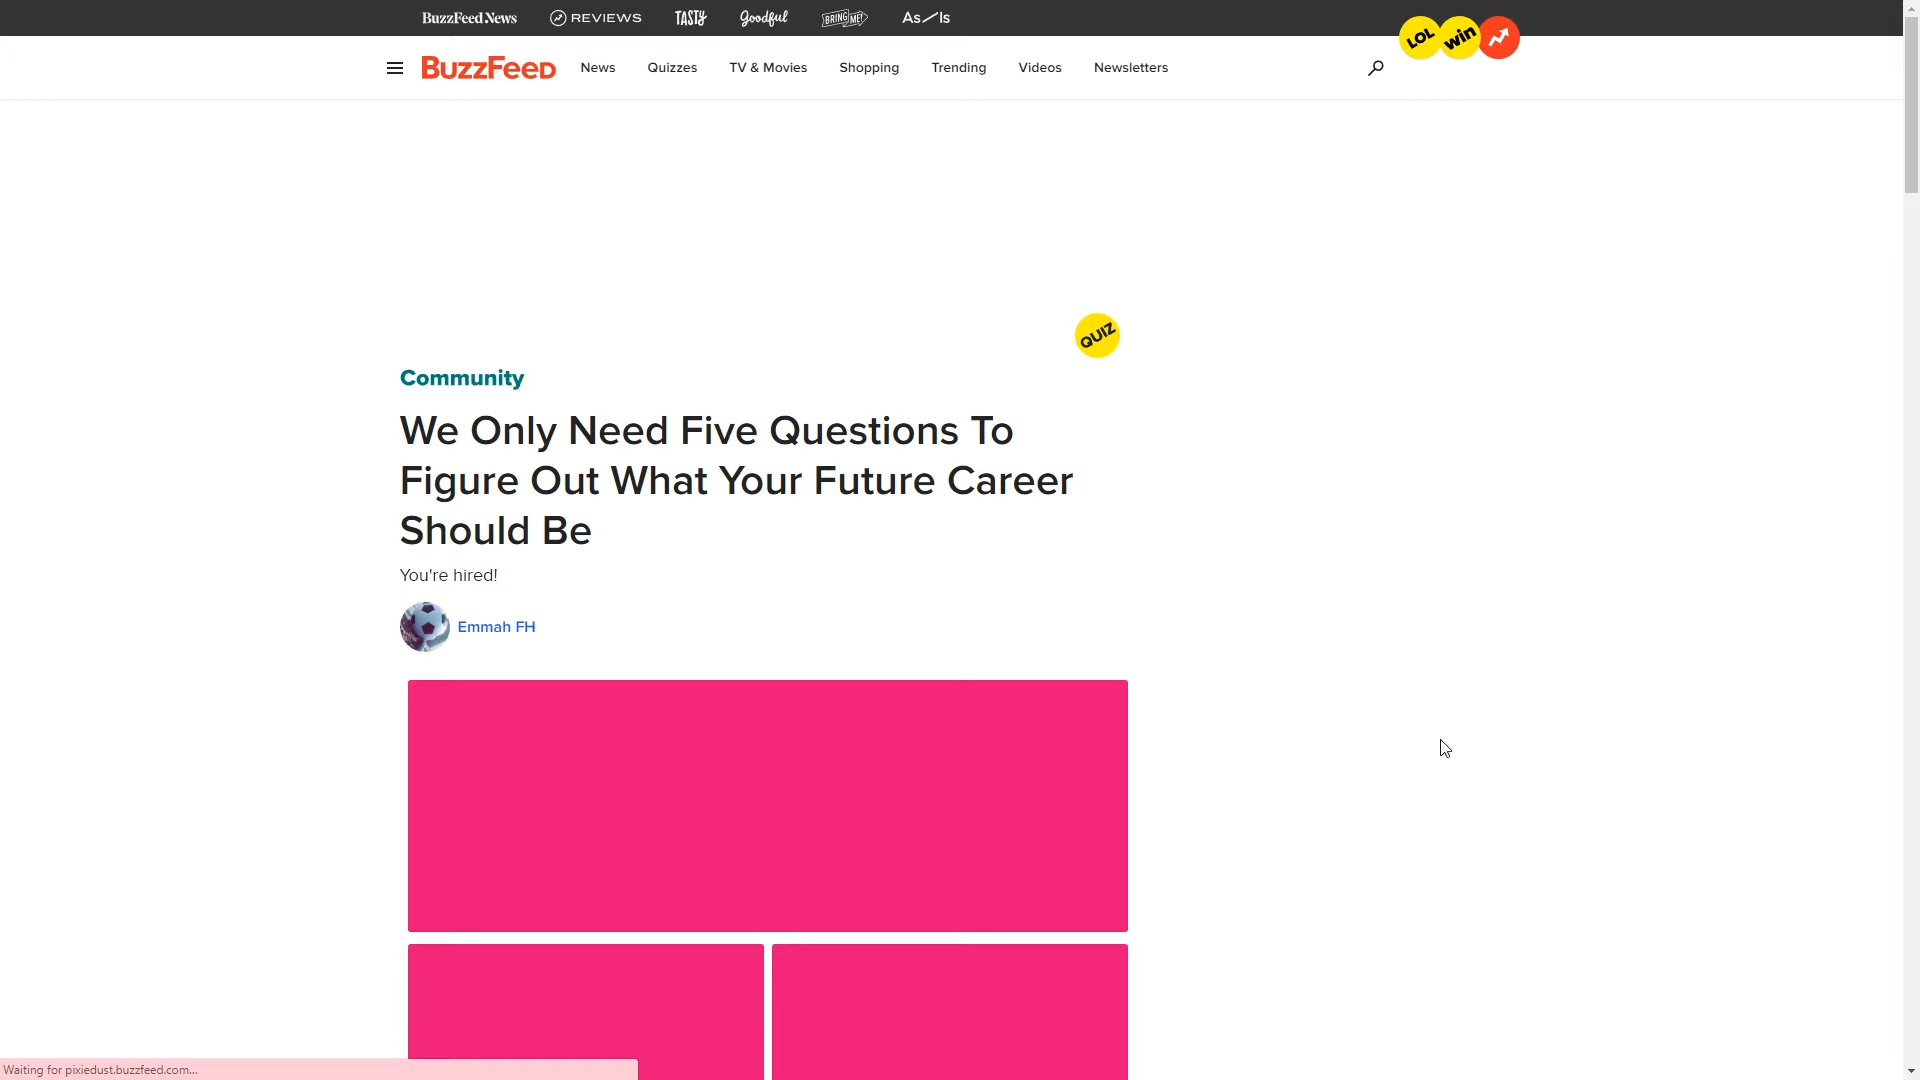 BuzzFeed News
REVIEWS
TASTY
Goodful
BRING ME!
As/Is
BuzzFeed
News
Quizzes
TV & Movies
Shopping
Trending
Videos
Newsletters
LOL
win
QUIZ
Community
We Only Need Five Questions To
Figure Out What Your Future Career
Should Be
You're hired!
Emmah FH
Waiting for pixiedust.buzzfeed.com...